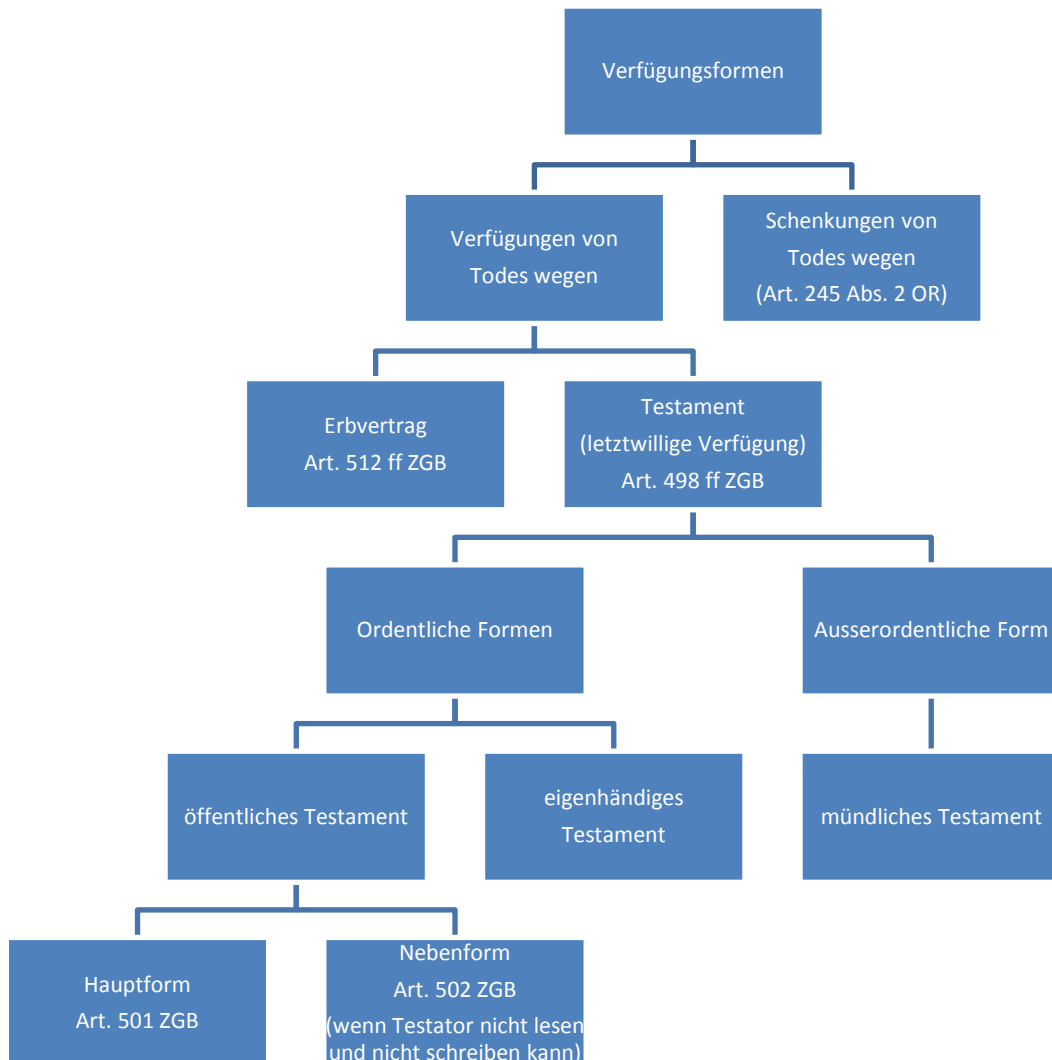 Verfügungsformen
Verfügungen von
Todes wegen
Schenkungen von
Todes wegen
(Art. 245 Abs. 2 OR)
Erbvertrag
Art. 512 ff ZGB
Testament
(letztwillige Verfügung)
Art. 498 ff ZGB
Ordentliche Formen
Ausserordentliche Form
öffentliches Testament
eigenhändiges
Testament
mündliches Testament
Hauptform
Art. 501 ZGB
Nebenform
Art. 502 ZGB
(wenn Testator nicht lesen
und nicht schreiben kann)